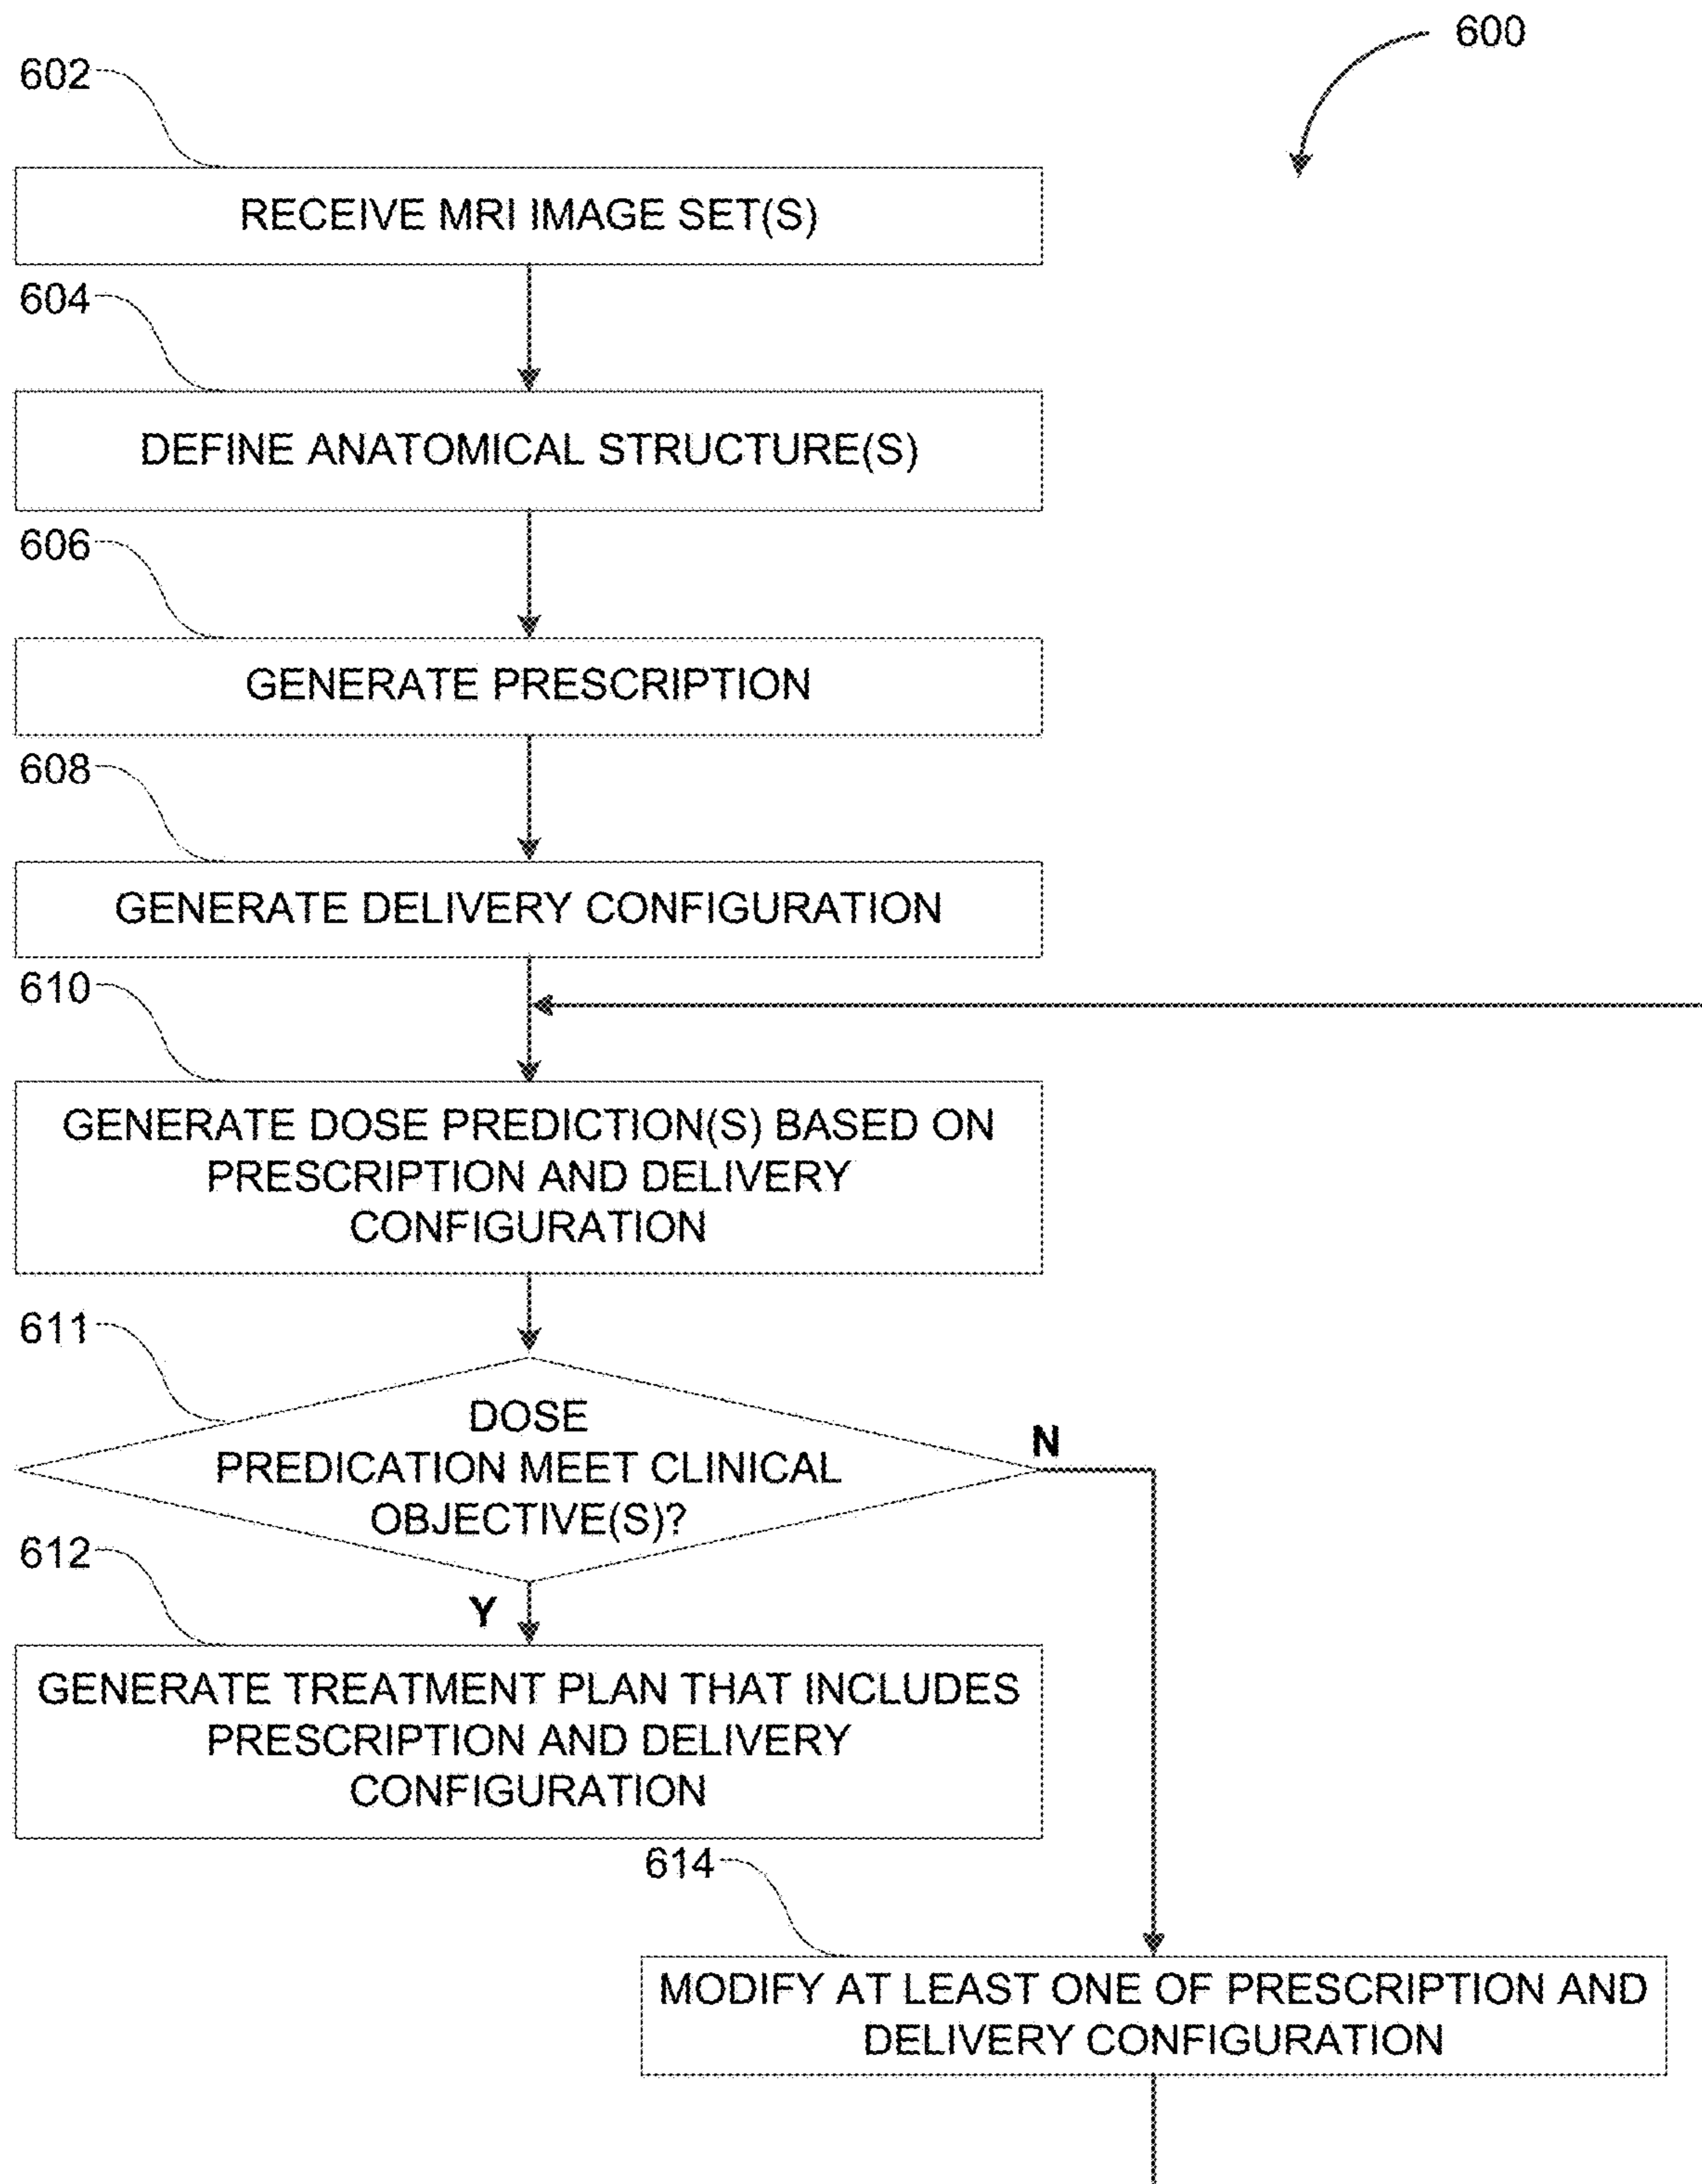 600
602
RECEIVE MRI IMAGE SET(S)
604
DEFINE ANATOMICAL STRUCTURE(S)
606
GENERATE PRESCRIPTION
608
GENERATE DELIVERY CONFIGURATION
610
GENERATE DOSE PREDICTION(S) BASED ON
PRESCRIPTION AND DELIVERY
CONFIGURATION
611
DOSE
PREDICATION MEET CLINICAL
OBJECTIVE(S)?
N
612
Y
GENERATE TREATMENT PLAN THAT INCLUDES
PRESCRIPTION AND DELIVERY
CONFIGURATION
614
MODIFY AT LEAST ONE OF PRESCRIPTION AND
DELIVERY CONFIGURATION